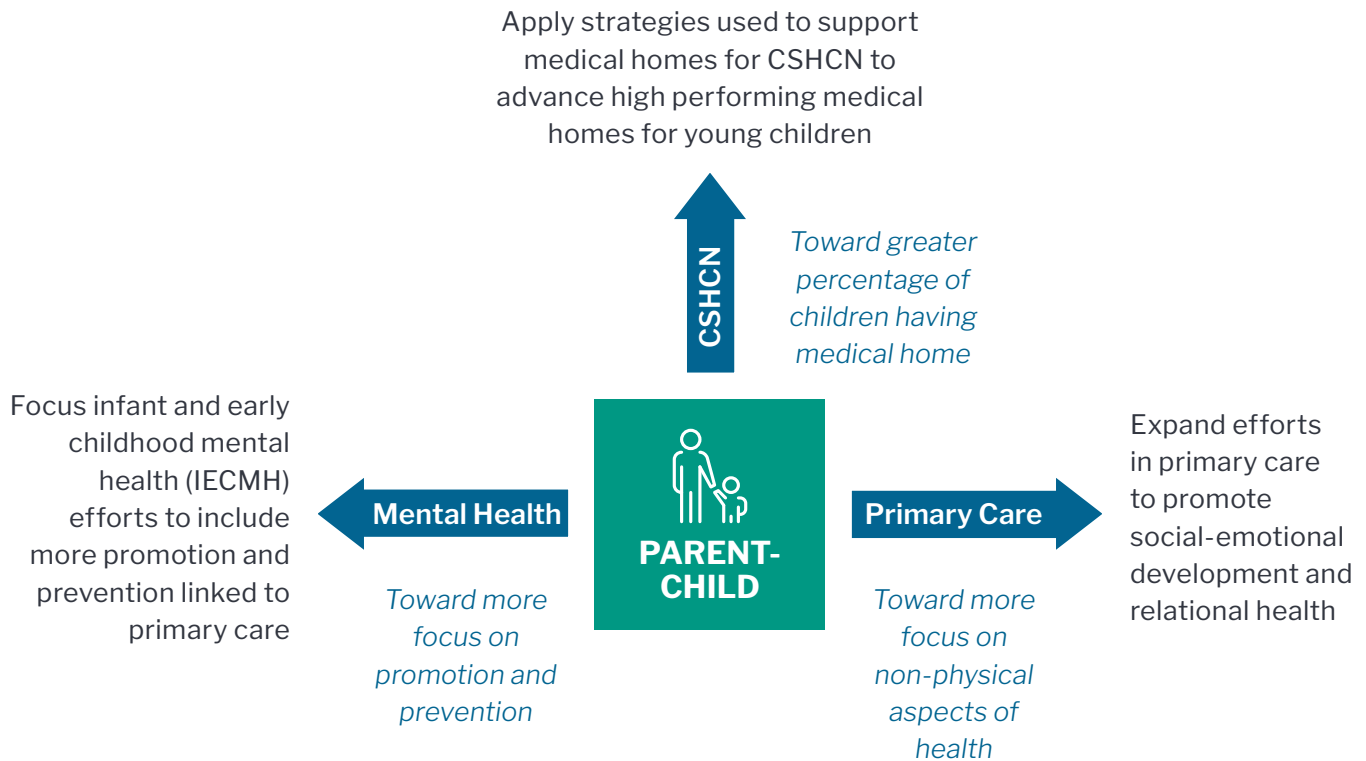 Apply strategies used to support
medical homes for CSHCN to
advance high performing medical
homes for young children
CSHCN
Toward greater
percentage of
children having
medical home
Focus infant and early
childhood mental
health (IECMH)
efforts to include
more promotion and
prevention linked to
primary care
Mental Health
Toward more
focus on
promotion and
prevention
PARENT-
CHILD
Primary Care
Toward more
focus on
non-physical
aspects of
health
Expand efforts
in primary care
to promote
social-emotional
development and
relational health